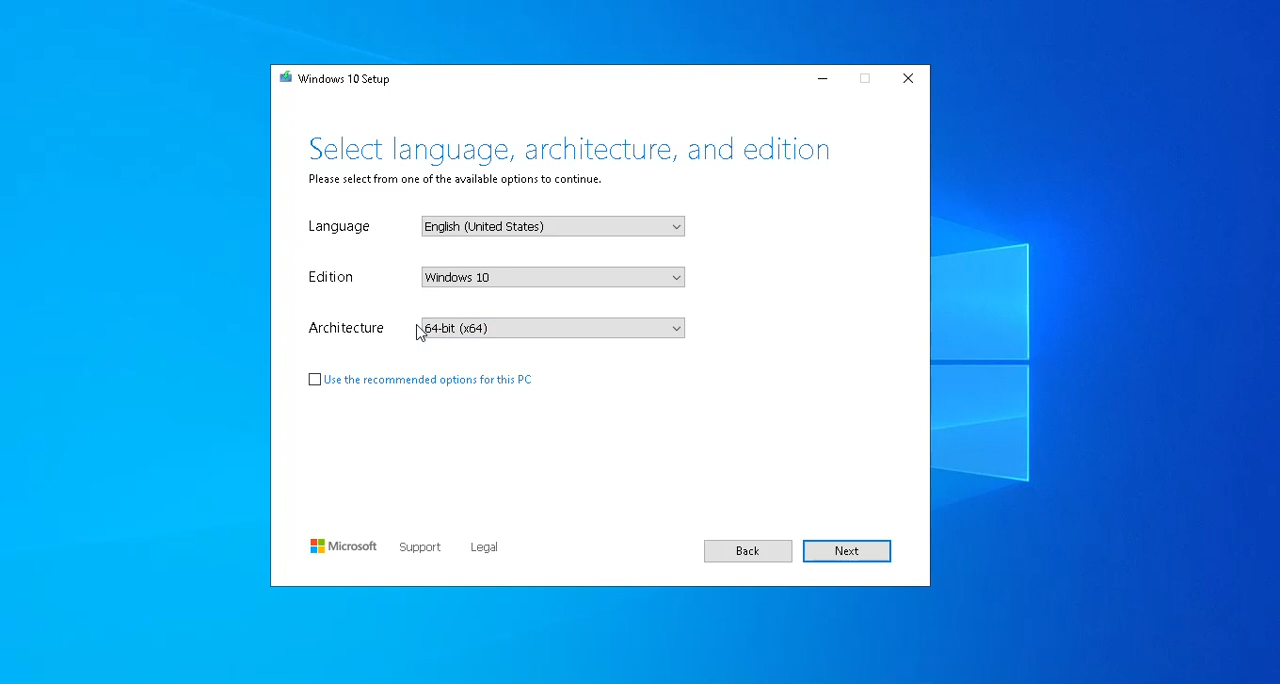 Windows 10 Setup
Select language, architecture, and edition
Please select from one of the available options to continue.
Language English (United States)
Edition Windows 10
Architecture 64-bit (x64)
Use the recommended options for this PC
Microsoft Support Legal Back Next